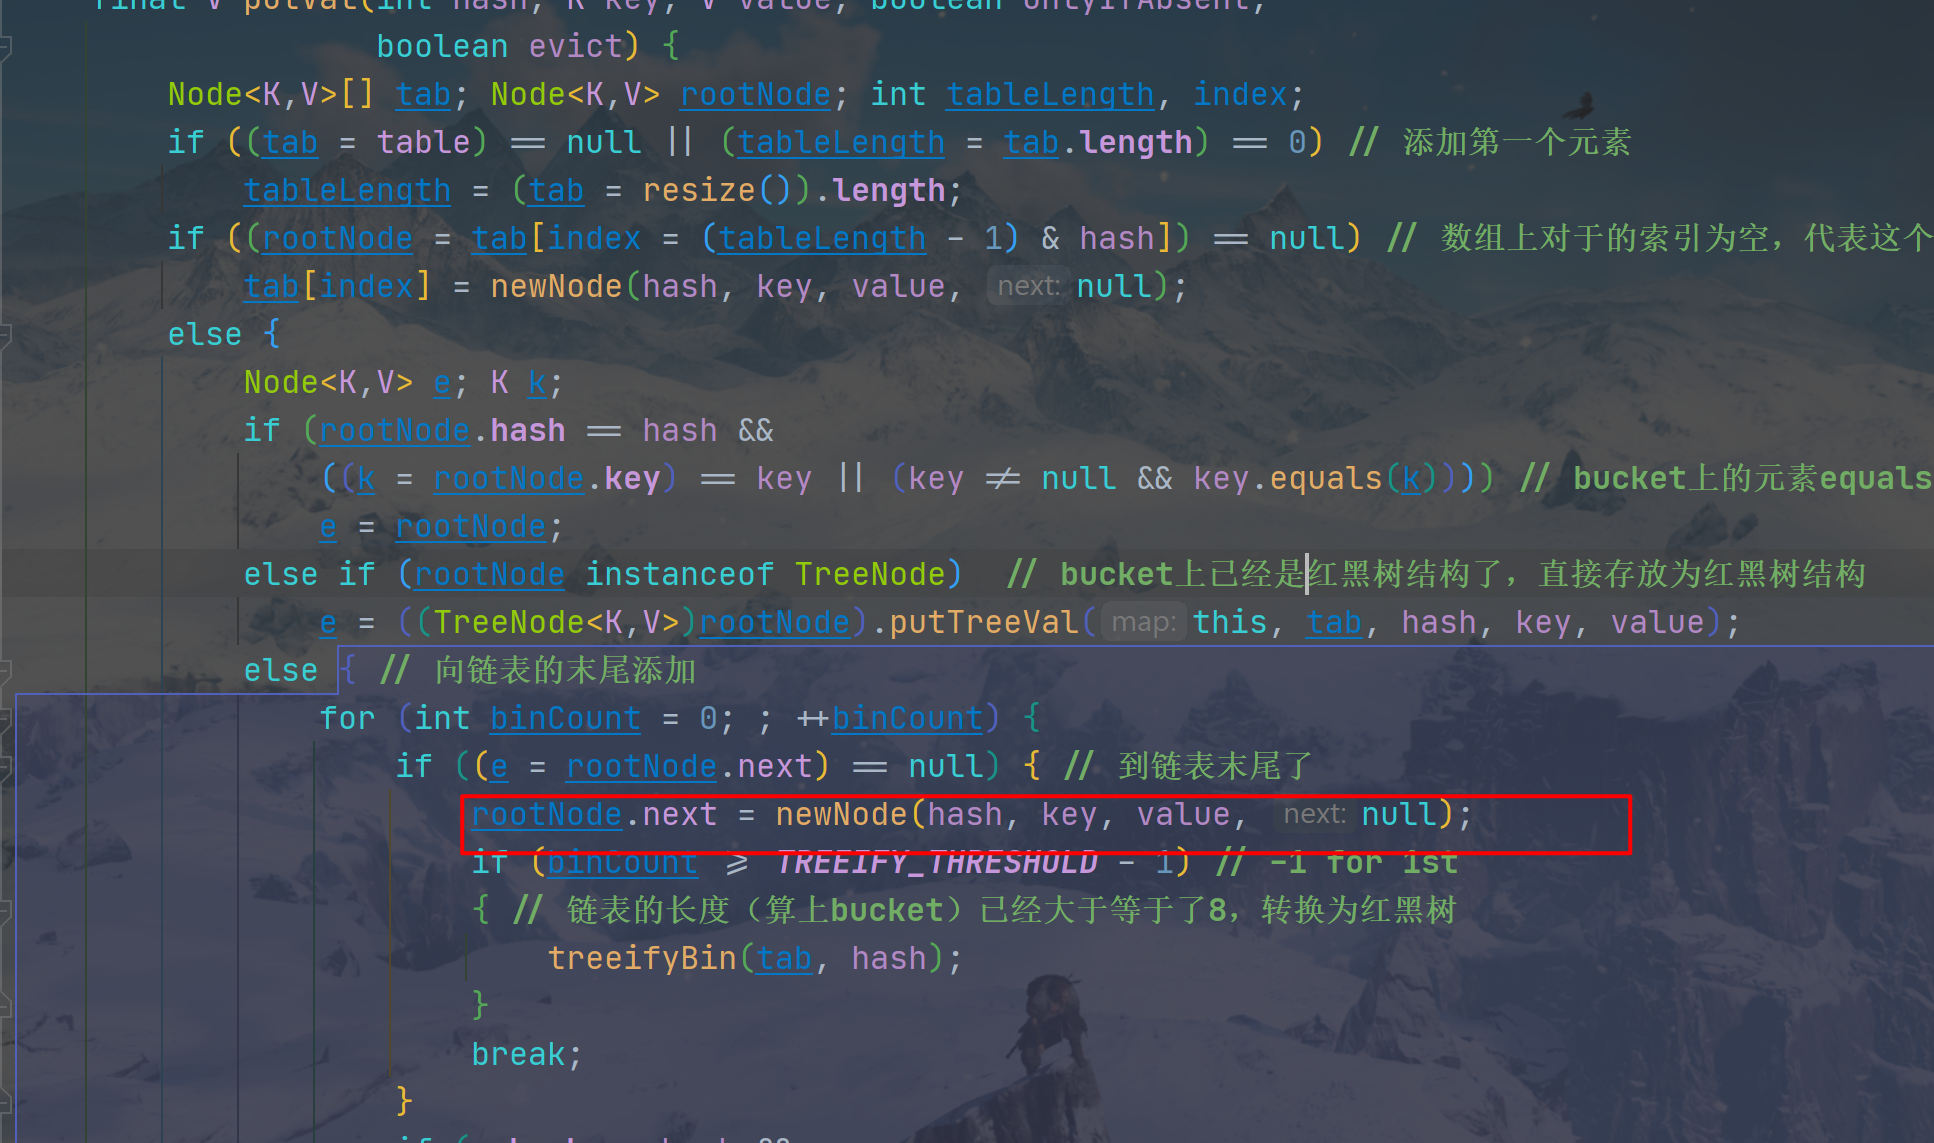 final V putVal(int hash, K key, V value, boolean onlyIfAbsent,
boolean evict) {
Node<K,V>[] tab; Node<K,V> rootNode; int tableLength, index;
if ((tab = table) == null || (tableLength = tab.length) == 0) // 添加第一个元素
tableLength = (tab = resize()).length;
if ((rootNode = tab[index = (tableLength - 1) & hash]) == null) // 数组上对于的索引为空，代表这个
tab[index] = newNode(hash, key, value, next: null);
else {
Node<K,V> e; K k;
if (rootNode.hash == hash &&
((k = rootNode.key) == key || (key != null && key.equals(k)))) // bucket上的元素equals
e = rootNode;
else if (rootNode instanceof TreeNode) // bucket上已经是红黑树结构了，直接存放为红黑树结构
e = ((TreeNode<K,V>)rootNode).putTreeVal( map: this, tab, hash, key, value);
else { // 向链表的末尾添加
for (int binCount = 0; ; ++binCount) {
if ((e = rootNode.next) == null) { // 到链表末尾了
rootNode.next = newNode(hash, key, value, next: null);
if (binCount >= TREEIFY_THRESHOLD - 1) // -1 for 1st
{ // 链表的长度（算上bucket）已经大于等于了8，转换为红黑树
treeifyBin(tab, hash);
}
break;
}